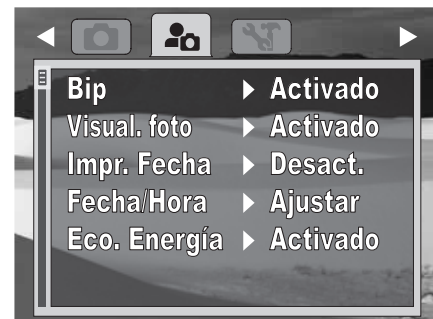 Bip Activado
Visual. foto Activado
Impr. Fecha Desact.
Fecha/Hora Ajustar
Eco. Energía Activado